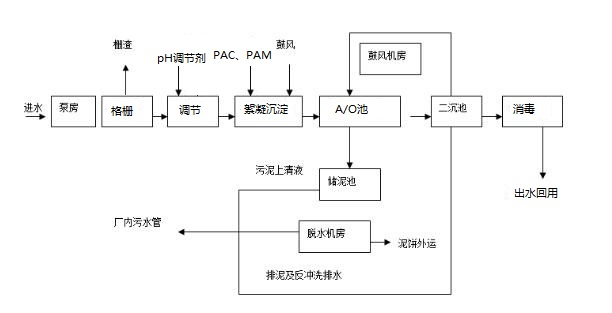 栅渣
pH调节剂
PAC、PAM
鼓风
鼓风机房
进水
泵房
格栅
调节
絮凝沉淀
A/O池
二沉池
消毒
污泥上清液
储泥池
出水回用
厂内污水管
脱水机房
泥饼外运
排泥及反冲洗排水